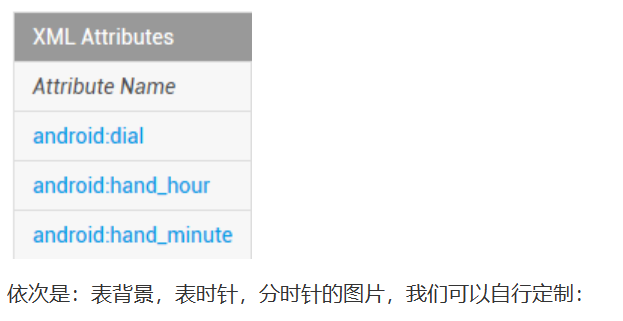 XML Attributes
Attribute Name
android:dial
android:hand_hour
android:hand_minute
依次是：表背景，表时针，分时针的图片，我们可以自行定制：